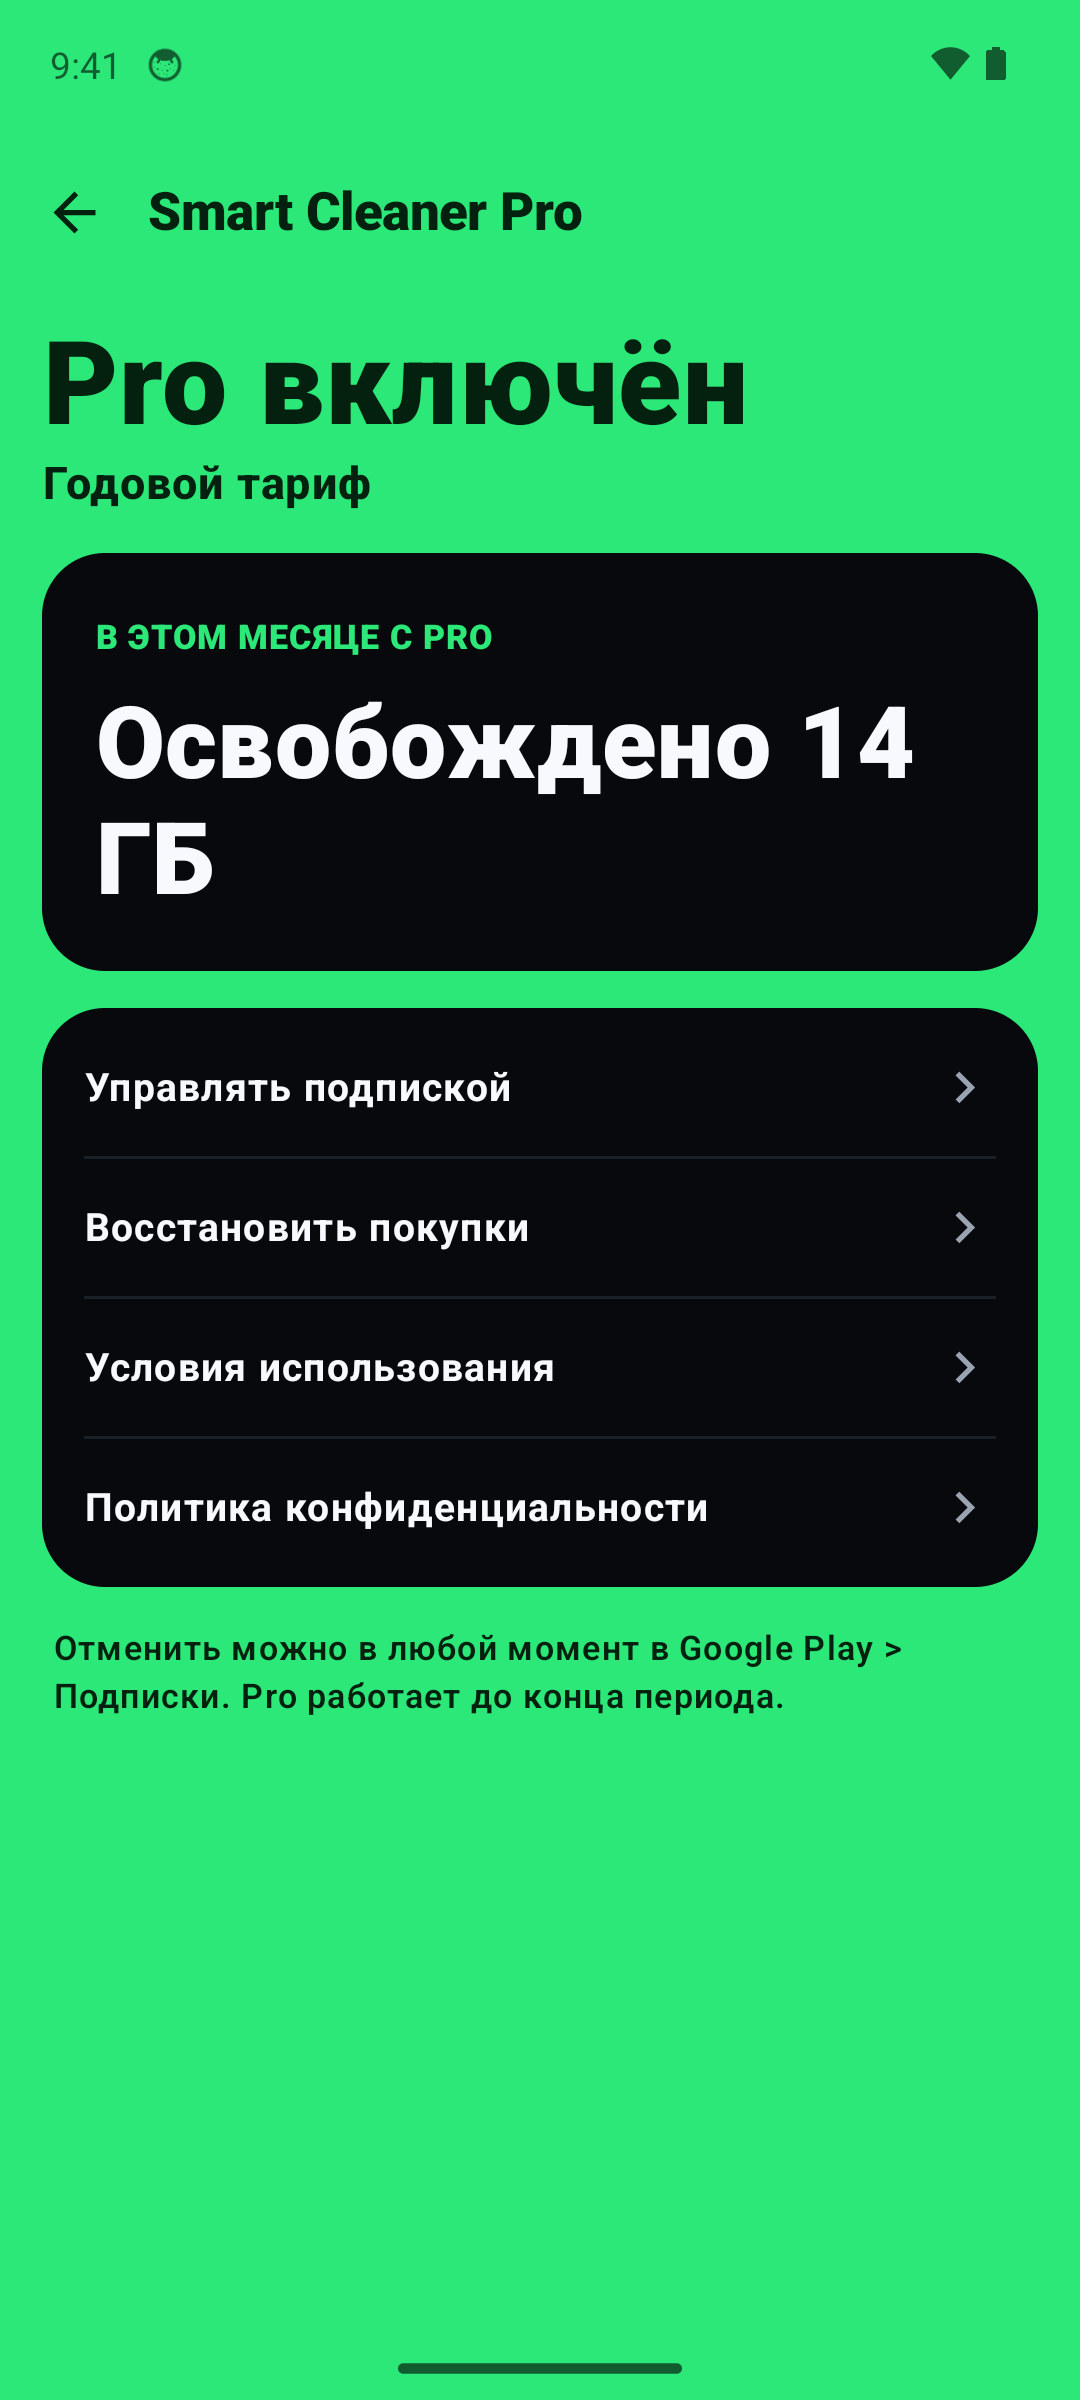 9:41
Smart Cleaner Pro
Pro включён
Годовой тариф
В ЭТОМ МЕСЯЦЕ С PRO
Освобождено 14
ГБ
Управлять подпиской
Восстановить покупки
Условия использования
Политика конфиденциальности
Отменить можно в любой момент в Google Play >
Подписки. Pro работает до конца периода.